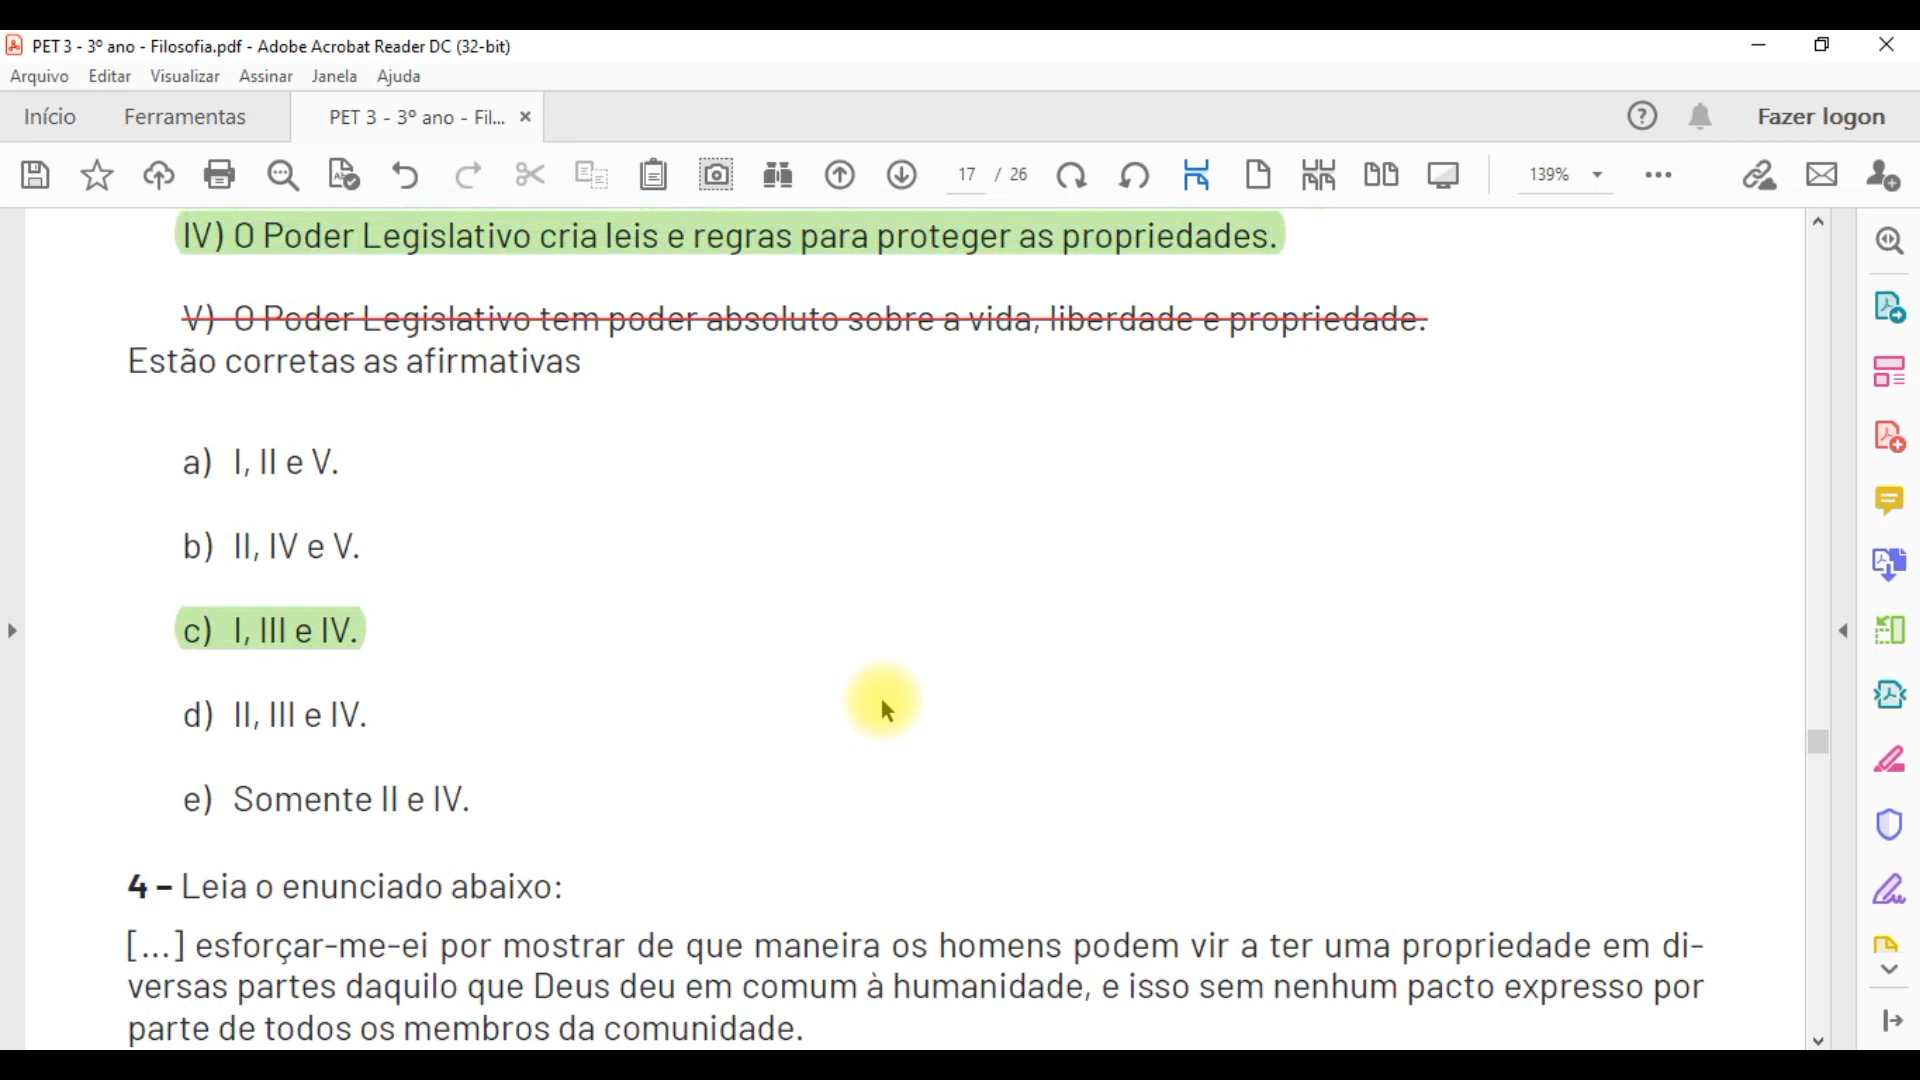 PET 3 - 3º ano - Filosofia.pdf - Adobe Acrobat Reader DC (32-bit)
Arquivo Editar Visualizar Assinar Janela Ajuda
Início Ferramentas PET 3 - 3º ano - Fil... × Fazer logon
17 / 26 139%
IV) O Poder Legislativo cria leis e regras para proteger as propriedades.
V) O Poder Legislativo tem poder absoluto sobre a vida, liberdade e propriedade.
Estão corretas as afirmativas
a) I, II e V.
b) II, IV e V.
c) I, III e IV.
d) II, III e IV.
e) Somente II e IV.
4 – Leia o enunciado abaixo:
[...] esforçar-me-ei por mostrar de que maneira os homens podem vir a ter uma propriedade em di-
versas partes daquilo que Deus deu em comum à humanidade, e isso sem nenhum pacto expresso por
parte de todos os membros da comunidade.